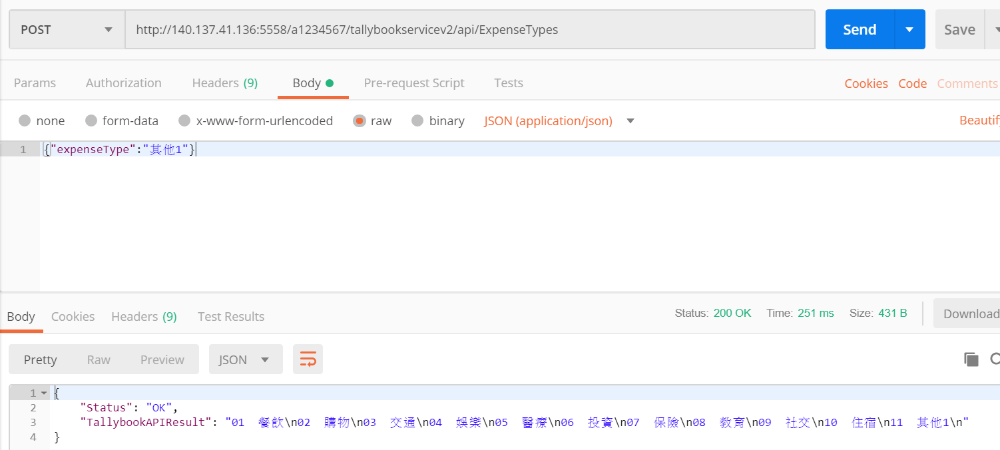 POST http://140.137.41.136:5558/a1234567/tallybookservicev2/api/ExpenseTypes Send Save
Params Authorization Headers (9) Body Pre-request Script Tests Cookies Code Comments
none form-data x-www-form-urlencoded raw binary JSON (application/json) Beautif
1 {"expenseType":"其他1"}
Body Cookies Headers (9) Test Results Status: 200 OK Time: 251 ms Size: 431 B Download
Pretty Raw Preview JSON
1 {
2 "Status": "OK",
3 "TallybookAPIResult": "01  餐飲\n02  購物\n03  交通\n04  娛樂\n05  醫療\n06  投資\n07  保險\n08  教育\n09  社交\n10  住宿\n11  其他1\n"
4 }